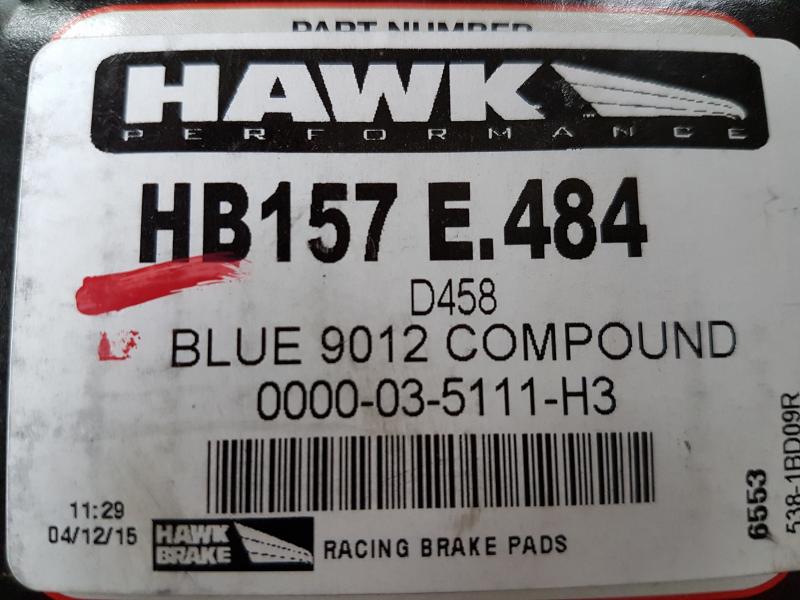 PART NUMBER
HAWK
PERFORMANCE
HB157 E.484
D458
BLUE 9012 COMPOUND
0000-03-5111-H3
11:29
04/12/15
HAWK
BRAKE
RACING BRAKE PADS
6553
538-1BD09R